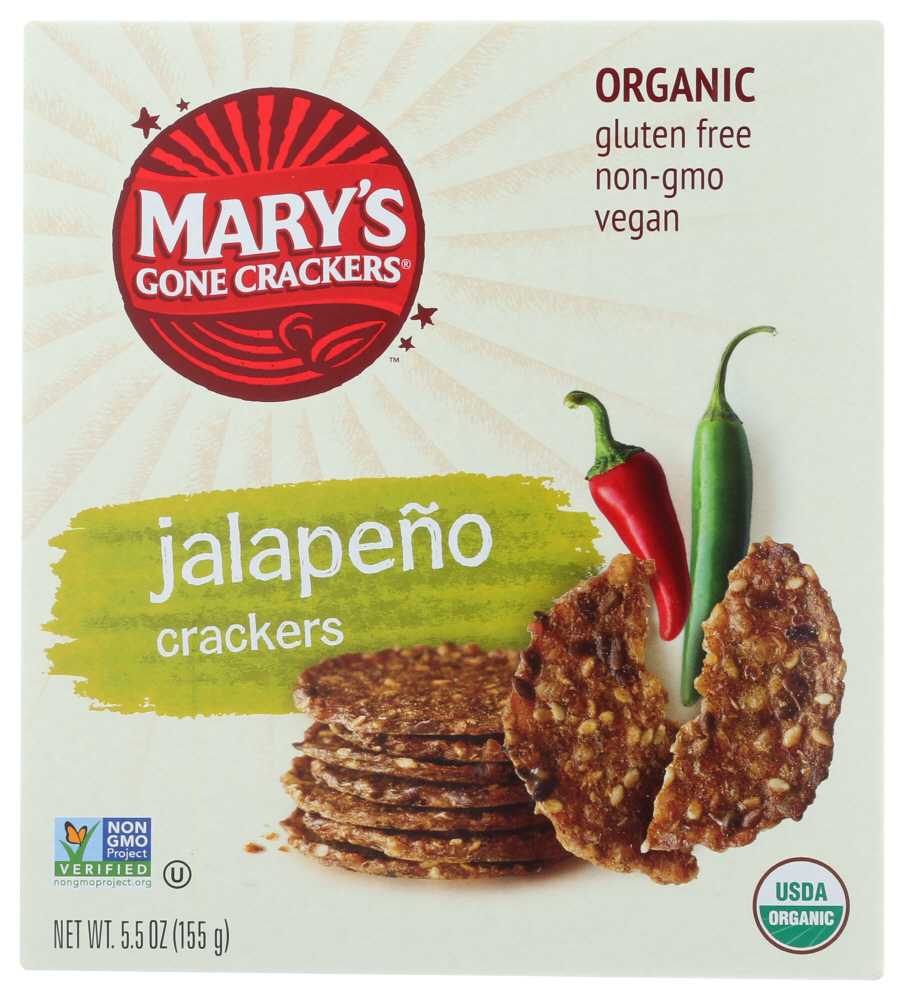 ORGANIC
gluten free
non-gmo
vegan
MARY'S
GONE CRACKERS®
™
jalapeño
crackers
NON
GMO
Project
VERIFIED
nongmoproject.org
U
NET WT. 5.5 OZ (155 g)
USDA
ORGANIC